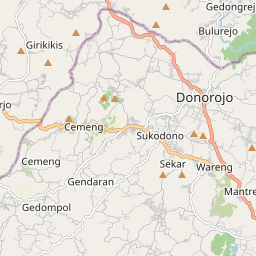 Gedongrej
Bulurejo
Girikikis
Donorojo
rjo
Cemeng
Sukodono
Cemeng
Sekar
Wareng
Gendaran
Mantre
Gedompol